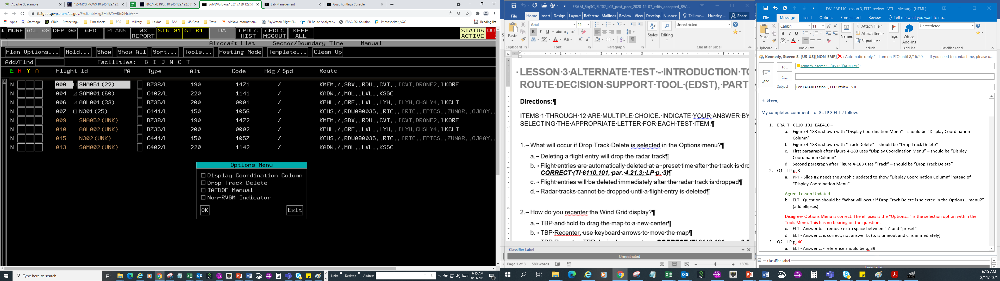 Apache Guacamole
455/MCG:MCWS:10.245.129.122:
21
865/RPD:RPos:10.245.129.122:58
866/DVu:DPos:10.245.129.122:58
Lab Management
Guac huntleya Console
tb3guac.gwp.eram.faa.gov/#/client/Mzg3MzEAYwBteXNxbA==
Apps
Startpage
Gibiru – Protecting...
Timesheets
ECS
Military
Leidos
FAA
US Govt
Travel
AirNav: Information...
SkyVector: Flight Pl...
IFR Route Analyzer...
FRAC SSL Solution
Photoshelter_AOC
Reading list
MORE
ACL 08
DEP 00
GPD
PLANS
WX REPORT
SIG 01
GI 01
UA
CPDLC HIST
CPDLC MSGOUT
KEEP ALL
STATUS ACTIVE
OU
Aircraft List Sector/Boundary Time Manual
Plan Options... Hold... Show Show All Sort... Tools... Posting Mode Template... Clean Up
Add/Find Facilities: B I J N C T
R Y A Flight Id PA Type Alt Code Hdg / Spd Route
N 000 SWA051(22) B738/L 190 1471 / KMEM./.SBV..RDU..CVI..[CVI.DRONE2.]KORF
N 004 SAM001(60) C402/L 220 1141 / KADW./.MOL..LVL..KSSC
N 006 AAL001(33) B735/L 200 0001 / KPHL./.ORF..LVL..LYH..[LYH.CHSLY4.]KCLT
N 007 N301(25) C441/L 150 1056 / KCHS./.RDU090035..RIC..[RIC..EPICS..ZUNAR..OJAAY..
N 009 SWA052(UNK) B738/L 190 1472 / KMEM./.SBV..RDU..CVI..[CVI.DRONE2.]KORF
N 010 AAL002(UNK) B735/L 200 0002 / KPHL./.ORF..LVL..LYH..[LYH.CHSLY4.]KCLT
N 015 N302(UNK) C441/L 150 1057 / KCHS./.RDU090035..RIC..[RIC..EPICS..ZUNAR..OJAAY..
N 013 SAM002(UNK) C402/L 220 1142 / KADW./.MOL..LVL..KSSC
Options Menu
Display Coordination Column
Drop Track Delete
IAFDOF Manual
Non-RVSM Indicator
OK Exit
Type here to search
Links Desktop Address
6:15 AM
8/11/2021
ERAM_Stg3C_ELT02_L03_post_peer_2020-12-07_edits_accepted_RW....
File Home Insert Design Layout Referenc Mailings Review View Develop Nuance Tell me... Huntley,... Share
Paste
Arial 11
Styles
Editing
Unrestricted
Clipboard Font Paragraph Classifier Label
LESSON·3·ALTERNATE·TEST·-·INTRODUCTION·TO
ROUTE·DECISION·SUPPORT·TOOL·(EDST),·PART
Directions:¶
ITEMS·1·THROUGH·12·ARE·MULTIPLE·CHOICE.·INDICATE·YOUR·ANSWER·BY
SELECTING·THE·APPROPRIATE·LETTER·FOR·EACH·TEST·ITEM.¶
1.→ What·will·occur·if·Drop·Track·Delete·is·selected·in·the·Options·menu?¶
a.→ Deleting·a·flight·entry·will·drop·the·radar·track¶
b.→ Flight·entries·are·automatically·deleted·at·a··preset·time·after·the·track·is·dro
CORRECT·(TI·6110.101,·par.·4.21.3;·LP·p.·3)¶
c.→ Flight·entries·will·be·deleted·immediately·after·the·radar·track·is·dropped¶
d.→ Radar·tracks·cannot·be·dropped·until·a·flight·entry·is·deleted¶
2.→ How·do·you·recenter·the·Wind·Grid·display?¶
a.→ TBP·and·hold·to·drag·the·map·to·a·new·center¶
b.→ TBP·Recenter,·use·keyboard·arrows·to·move·the·map¶
Classifier Label
Unrestricted
Page 1 of 3 580 words 130%
FW: EAE410 Lesson 3, ELT2 review - VTL - Message (HTML)
File Message Insert Options Format Text Review Tell me what you want to do...
Paste
Calibri 11
Names
Attach File
Attach Item
Signature
Tags
Office Add-ins
Unrestricted
Clipboard Basic Text Include Add-ins Classifier Label
Kennedy, Steven S. [US-US][NON-EMP] : Automatic reply:" I am on PTO until 8/16/20. If you need to contact me, please u...
Send
To... Kennedy, Steven S. [US-US][NON-EMP];
Cc...
Subject FW: EAE410 Lesson 3, ELT2 review - VTL
Hi Steve,
My completed comments for 3c LP 3 ELT 2 follow:
1. ERA_TI_6110_101_EAE410 –
a. Figure 4-183 is shown with "Display Coordination Menu" – should be "Display Coordination
Column"
b. Figure 4-183 is shown with "Track Delete" – should be "Drop Track Delete"
c. First paragraph after Figure 4-183 uses "Display Coordination Menu" – should be "Display
Coordination Column"
d. Second paragraph after Figure 4-183 uses "Track" – should be "Drop Track Delete"
2. Q1 – LP p. 3 –
a. PPT - Slide #2 needs the graphic updated to show "Display Coordination Column" instead of
"Display Coordination Menu"
Agree- Lesson Updated
b. ELT - Question should be "What will occur if Drop Track Delete is selected in the Options… menu?"
(add ellipses)
Disagree- Options Menu is correct. The ellipses is the "Options…" is the selection option within the
Tools Menu. This has no bearing on the question.
c. ELT - Answer b. – remove extra space between "a" and "preset"
d. ELT - Answer c. is correct, not answer b. (b. is timeout and c. is immediately)
3. Q2 – LP p. 40 –
a. ELT - Answer c. - reference should be p. 39
Classifier Label
Unrestricted
6:15 AM
8/11/2021